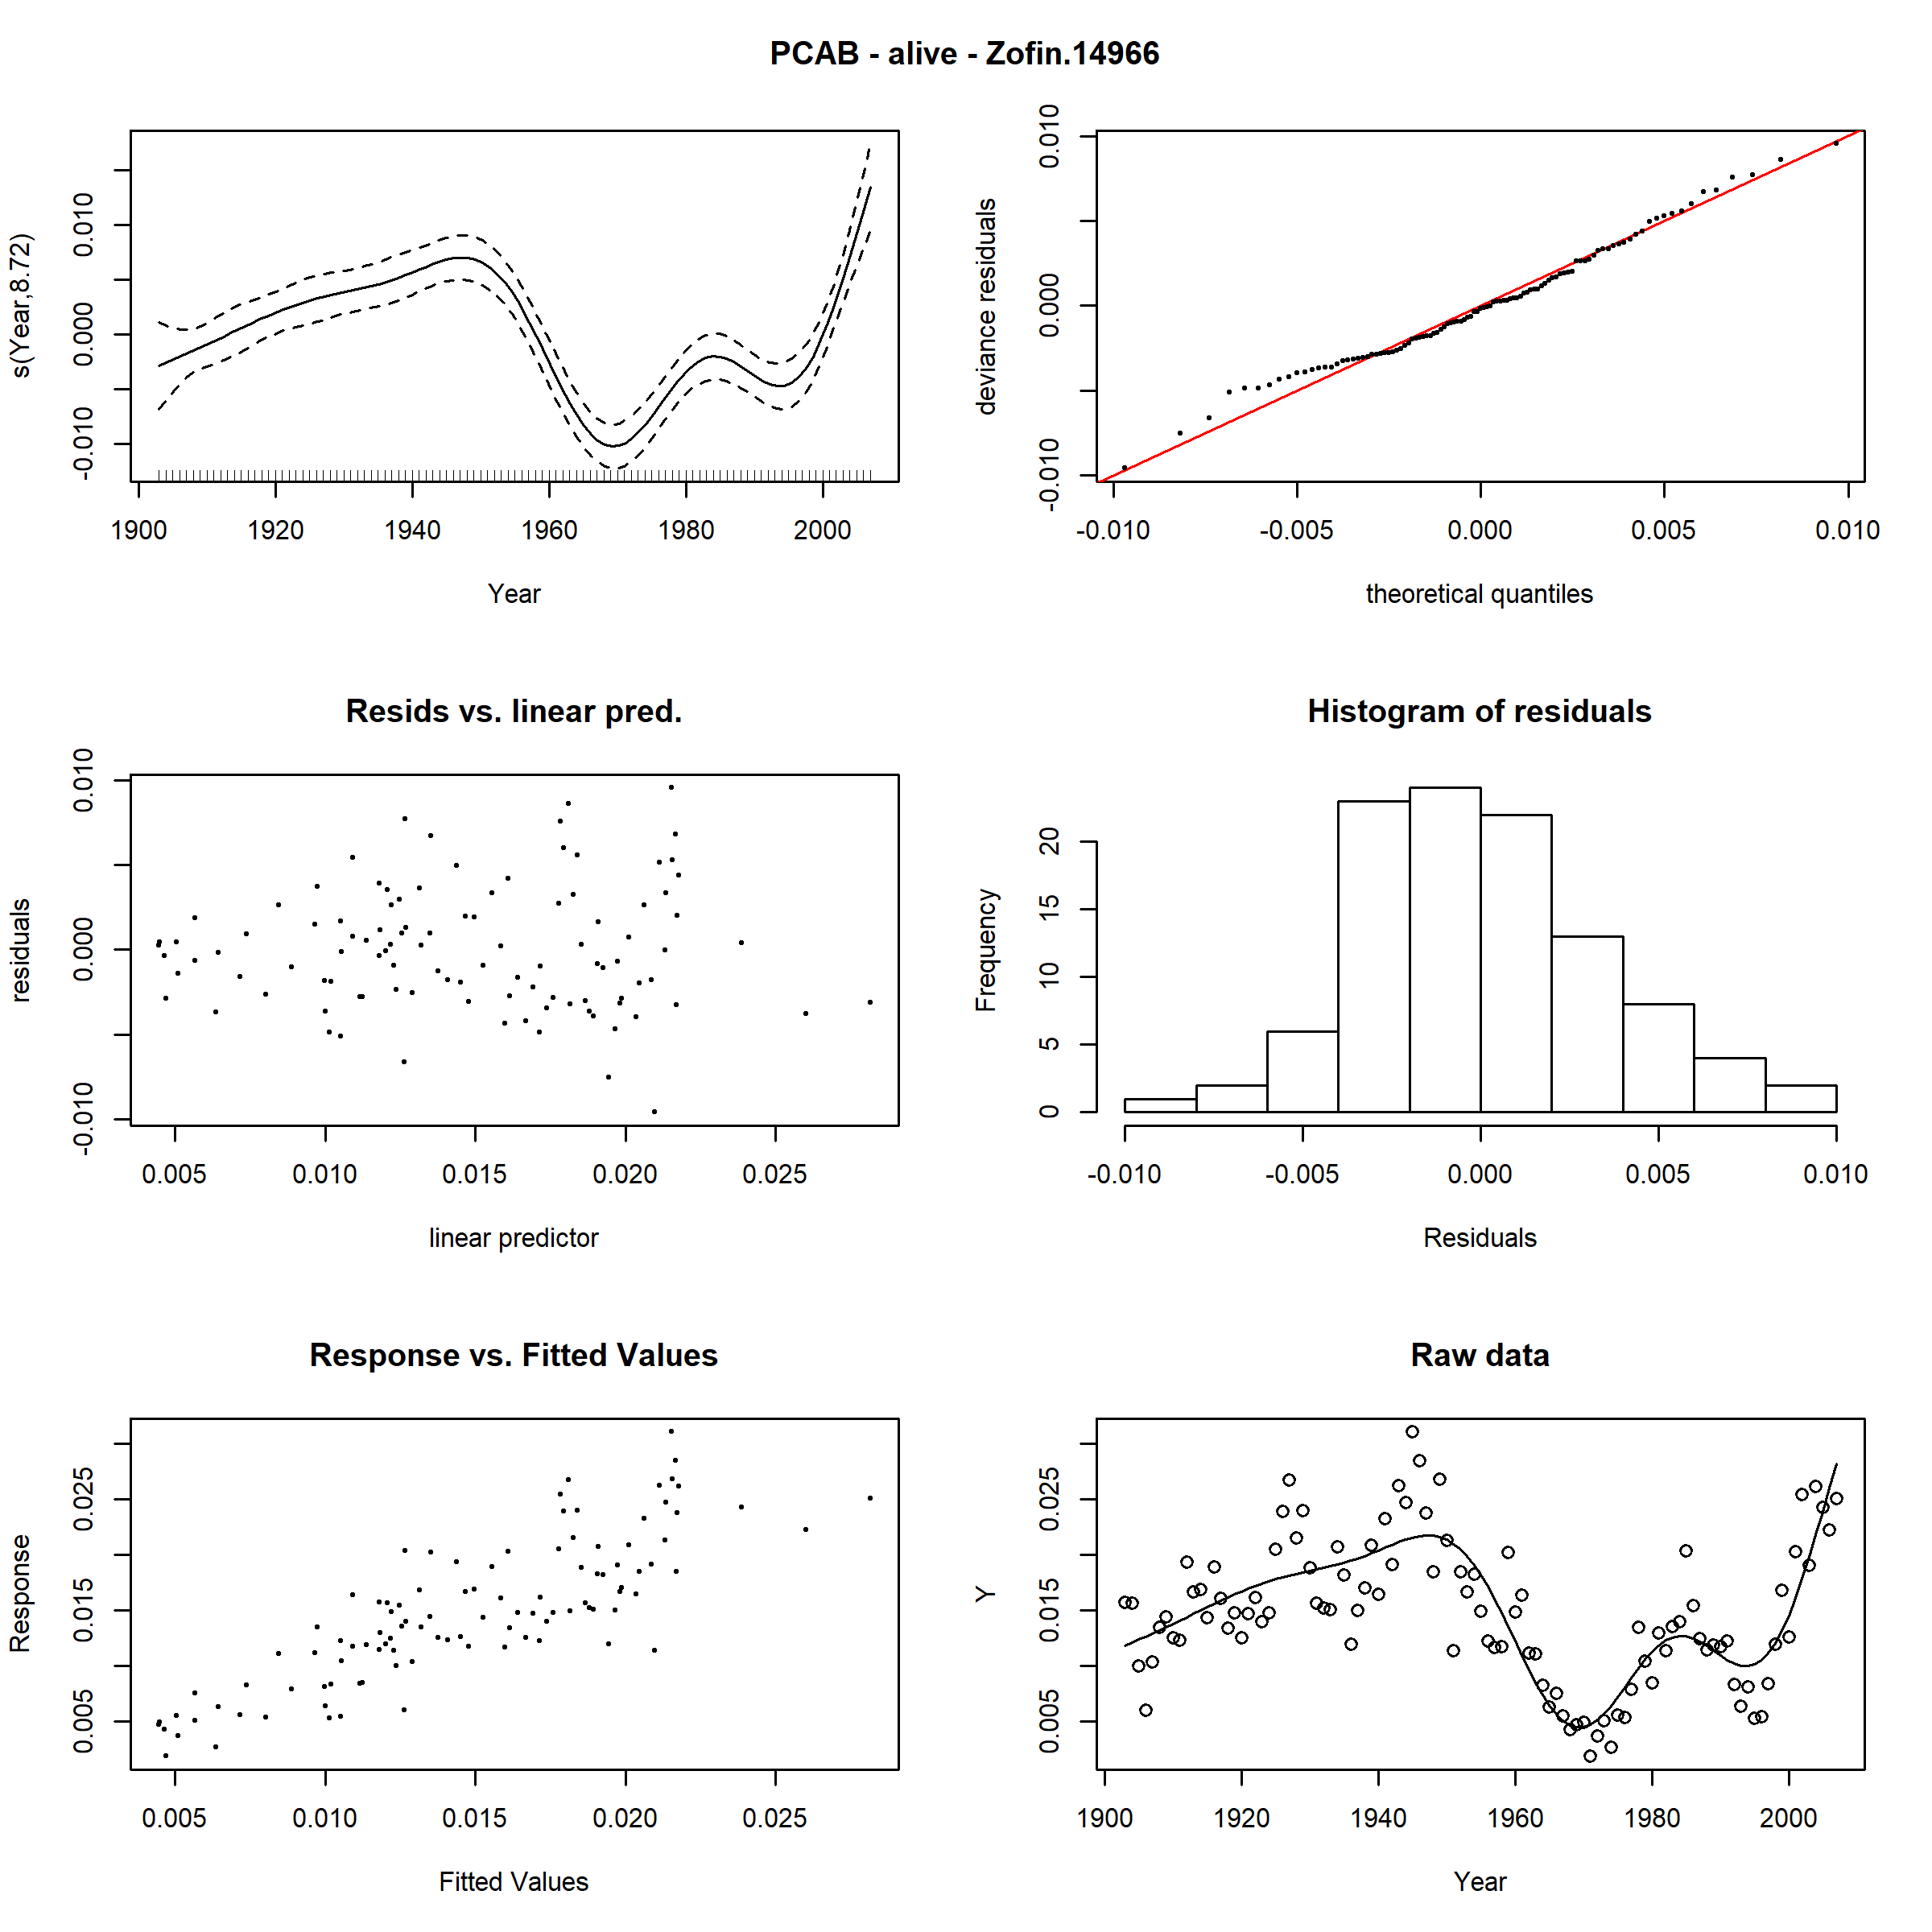 PCAB - alive - Zofin.14966
s(Year,8.72)
-0.010 0.000 0.010
1900 1920 1940 1960 1980 2000
Year
deviance residuals
-0.010 0.000 0.010
-0.010 -0.005 0.000 0.005 0.010
theoretical quantiles
Resids vs. linear pred.
residuals
-0.010 0.000 0.010
0.005 0.010 0.015 0.020 0.025
linear predictor
Histogram of residuals
Frequency
0 5 10 15 20
-0.010 -0.005 0.000 0.005 0.010
Residuals
Response vs. Fitted Values
Response
0.005 0.015 0.025
0.005 0.010 0.015 0.020 0.025
Fitted Values
Raw data
Y
0.005 0.015 0.025
1900 1920 1940 1960 1980 2000
Year